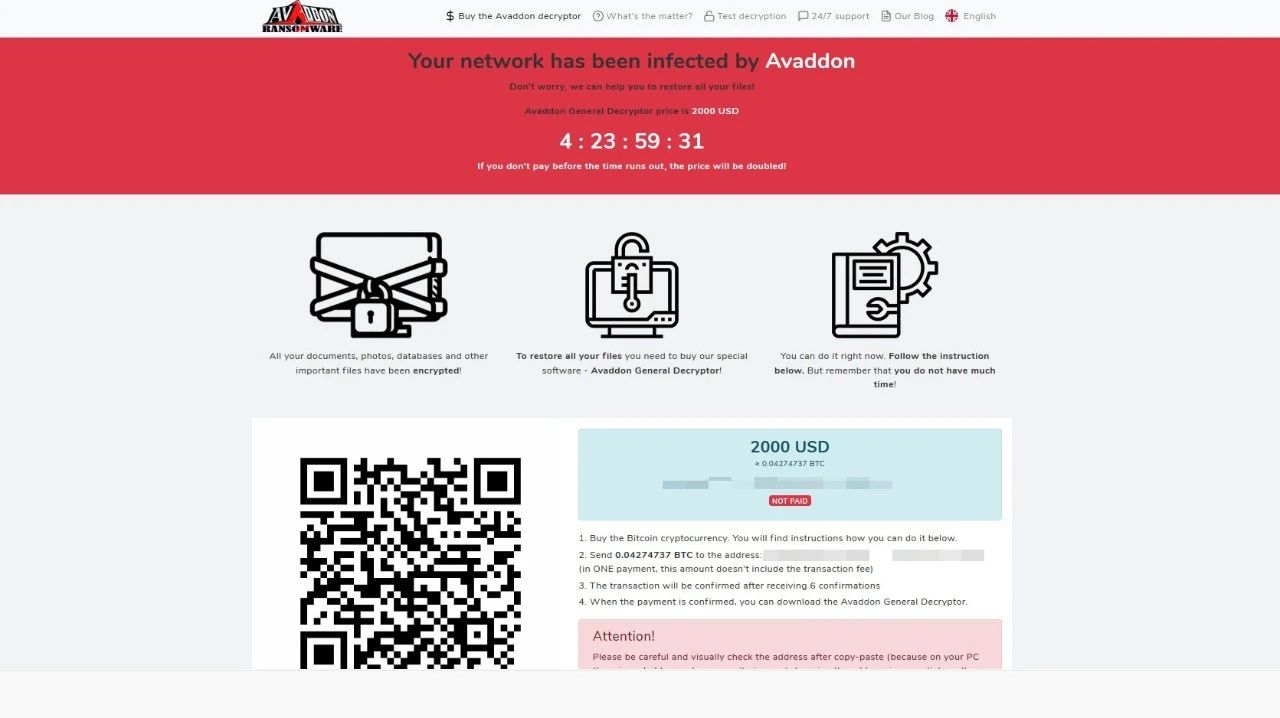 AVADDON
RANSOMWARE
$ Buy the Avaddon decryptor
What's the matter?
Test decryption
24/7 support
Our Blog
English
Your network has been infected by Avaddon
Don't worry, we can help you to restore all your files!
Avaddon General Decryptor price is 2000 USD
4 : 23 : 59 : 31
If you don't pay before the time runs out, the price will be doubled!
All your documents, photos, databases and other
important files have been encrypted!
To restore all your files you need to buy our special
software - Avaddon General Decryptor!
You can do it right now. Follow the instruction
below. But remember that you do not have much
time!
2000 USD
≈ 0.04274737 BTC
NOT PAID
1. Buy the Bitcoin cryptocurrency. You will find instructions how you can do it below.
2. Send 0.04274737 BTC to the address:
(in ONE payment, this amount doesn't include the transaction fee)
3. The transaction will be confirmed after receiving 6 confirmations
4. When the payment is confirmed, you can download the Avaddon General Decryptor.
Attention!
Please be careful and visually check the address after copy-paste (because on your PC